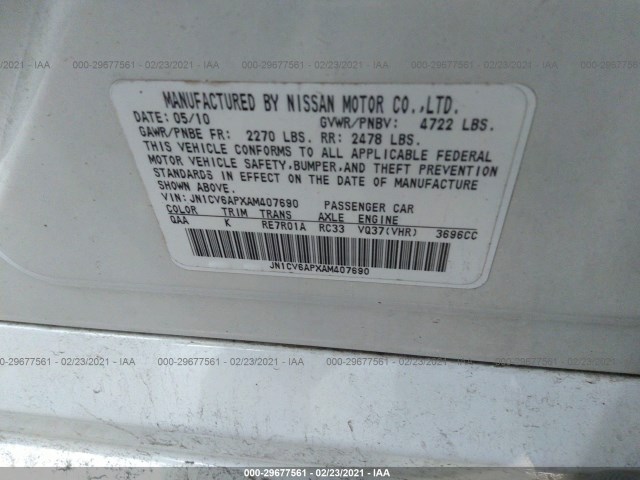 000-29677561 - 02/23/2021 - IAA
MANUFACTURED BY NISSAN MOTOR CO.,LTD.
DATE: 05/10 GVWR/PNBV: 4722 LBS.
GAWR/PNBE FR: 2270 LBS. RR: 2478 LBS.
THIS VEHICLE CONFORMS TO ALL APPLICABLE FEDERAL
MOTOR VEHICLE SAFETY,BUMPER,AND THEFT PREVENTION
STANDARDS IN EFFECT ON THE DATE OF MANUFACTURE
SHOWN ABOVE.
VIN: JN1CV6APXAM407690 PASSENGER CAR
COLOR TRIM TRANS AXLE ENGINE
QAA K RE7R01A RC33 VQ37(VHR) 3696CC
JN1CV6APXAM407690
000-29677561 - 02/23/2021 - IAA
000-29677561 - 02/23/2021 - IAA